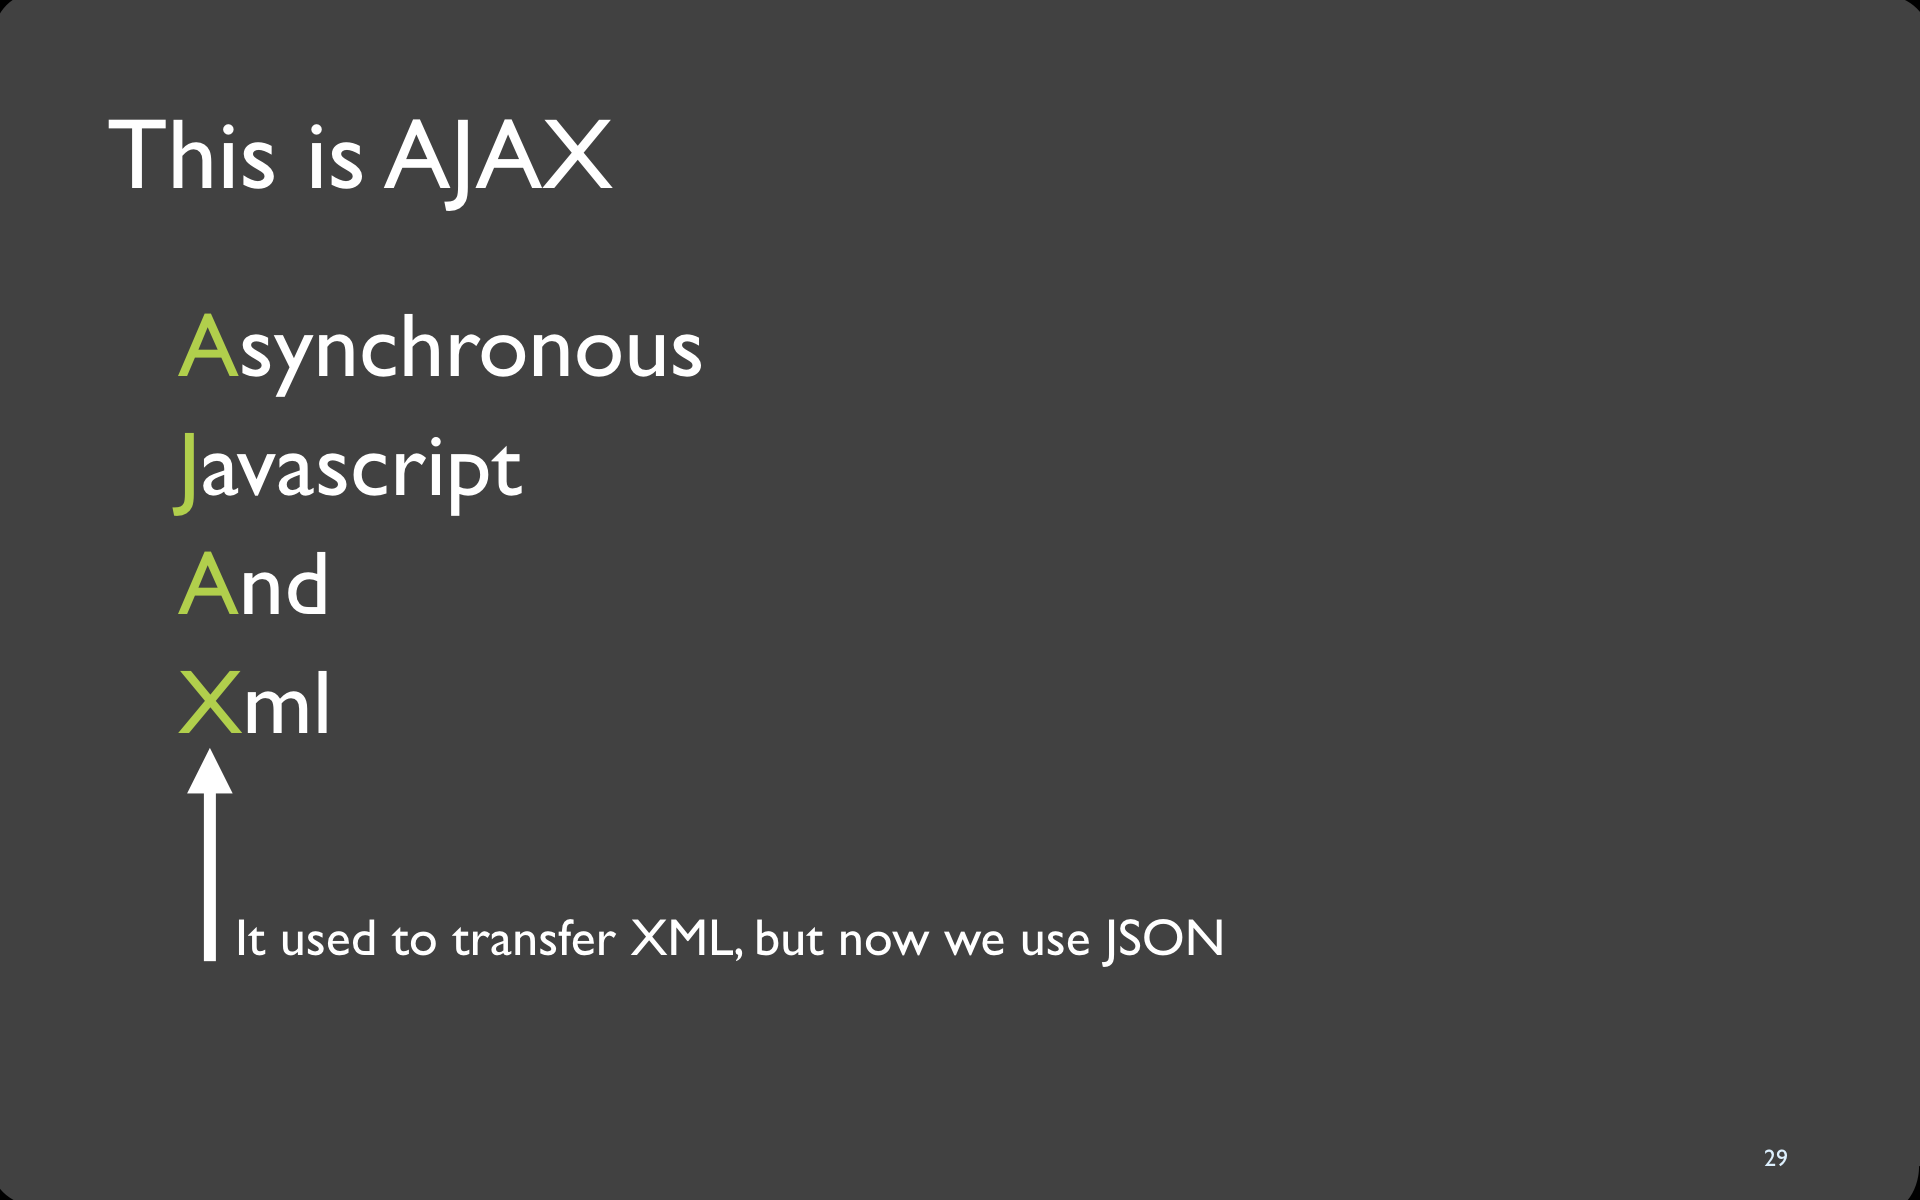 This is AJAX
Asynchronous
Javascript
And
Xml
It used to transfer XML, but now we use JSON
29